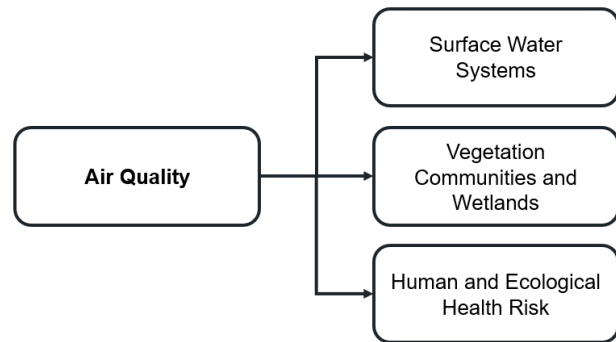 Air Quality
Surface Water
Systems
Vegetation
Communities and
Wetlands
Human and Ecological
Health Risk